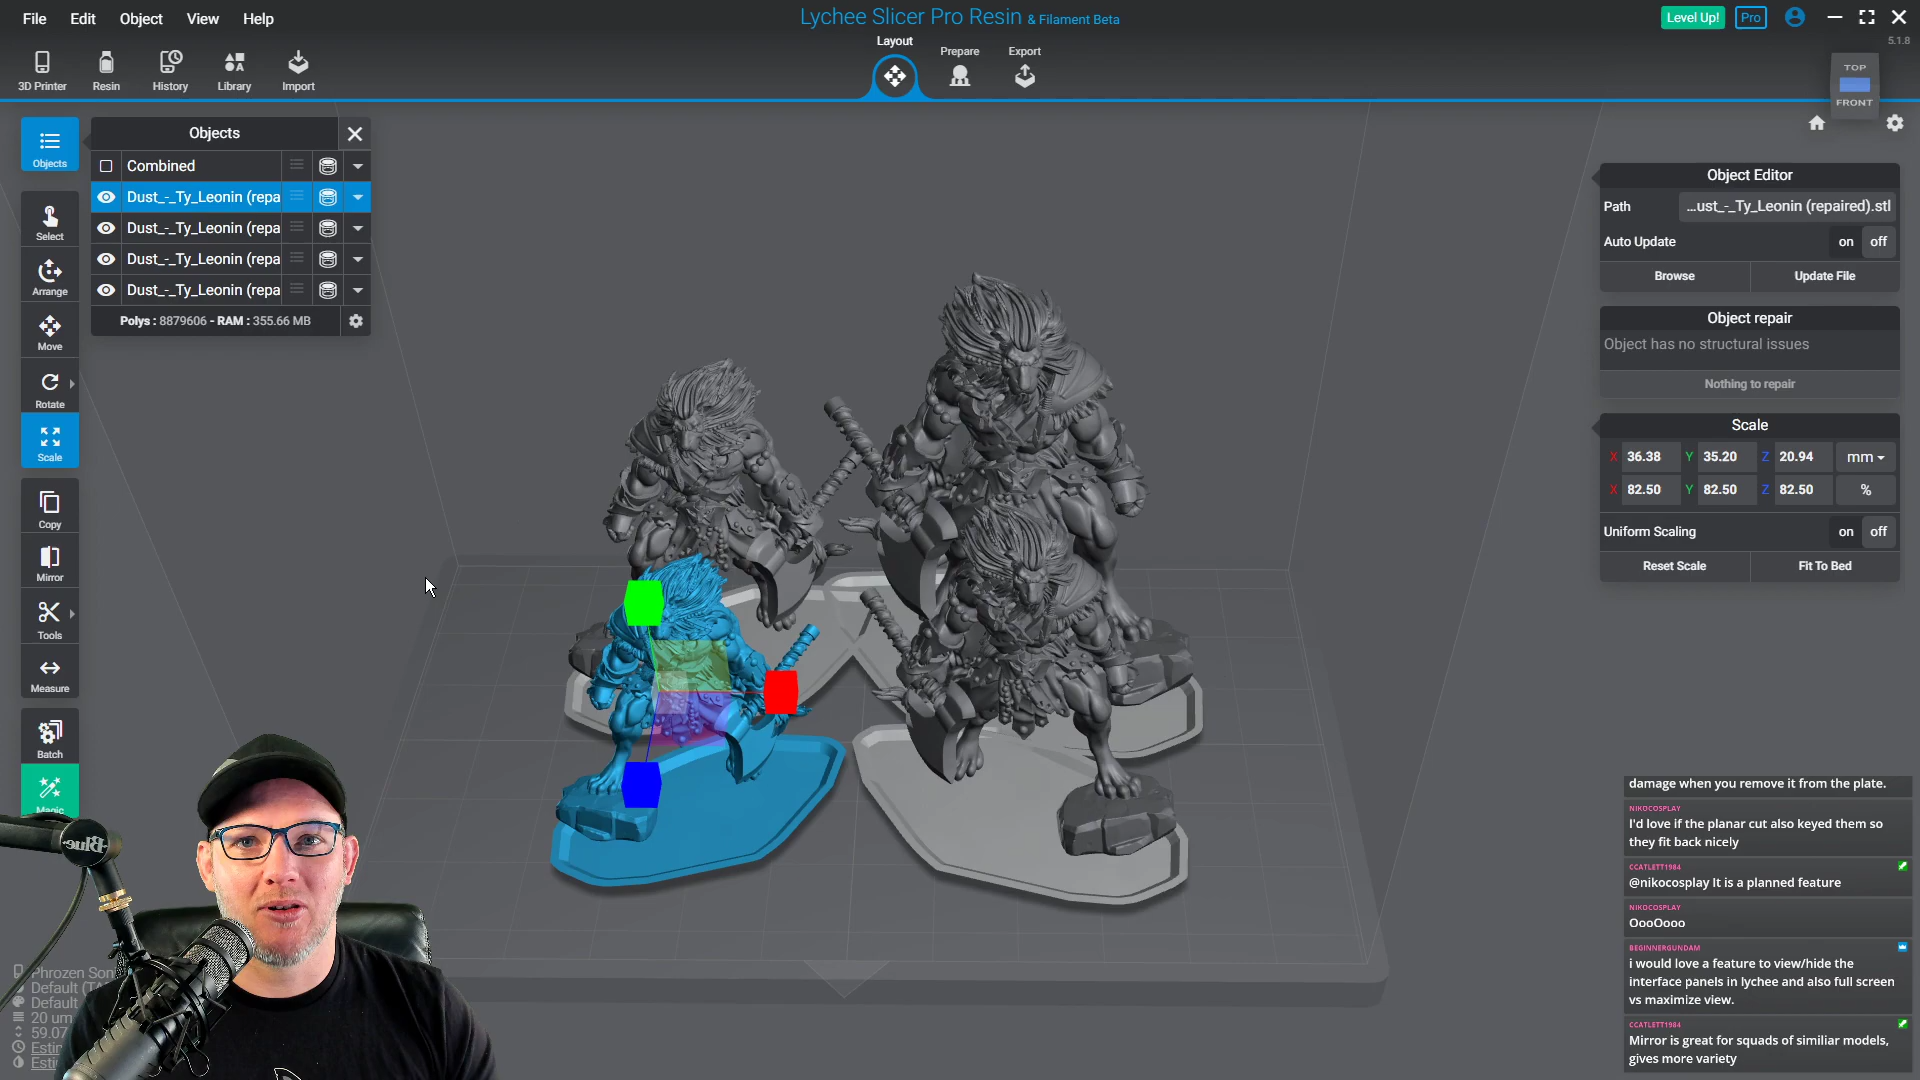 File Edit Object View Help
Lychee Slicer Pro Resin & Filament Beta
Level Up! Pro
5.1.8
3D Printer Resin History Library Import
Layout Prepare Export
TOP
FRONT
Objects
Select
Arrange
Move
Rotate
Scale
Copy
Mirror
Tools
Measure
Batch
Magic
Objects
Combined
Dust_-_Ty_Leonin (repa
Dust_-_Ty_Leonin (repa
Dust_-_Ty_Leonin (repa
Dust_-_Ty_Leonin (repa
Polys : 8879606 - RAM : 355.66 MB
Object Editor
Path ...ust_-_Ty_Leonin (repaired).stl
Auto Update on off
Browse Update File
Object repair
Object has no structural issues
Nothing to repair
Scale
X 36.38 Y 35.20 Z 20.94 mm
X 82.50 Y 82.50 Z 82.50 %
Uniform Scaling on off
Reset Scale Fit To Bed
damage when you remove it from the plate.
NIKOCOSPLAY
I'd love if the planar cut also keyed them so
they fit back nicely
CCATLETT1984
@nikocosplay It is a planned feature
NIKOCOSPLAY
OooOooo
BEGINNERGUNDAM
i would love a feature to view/hide the
interface panels in lychee and also full screen
vs maximize view.
CCATLETT1984
Mirror is great for squads of similiar models,
gives more variety
Blue
Phrozen Son
Default
Default
20 um
59.07